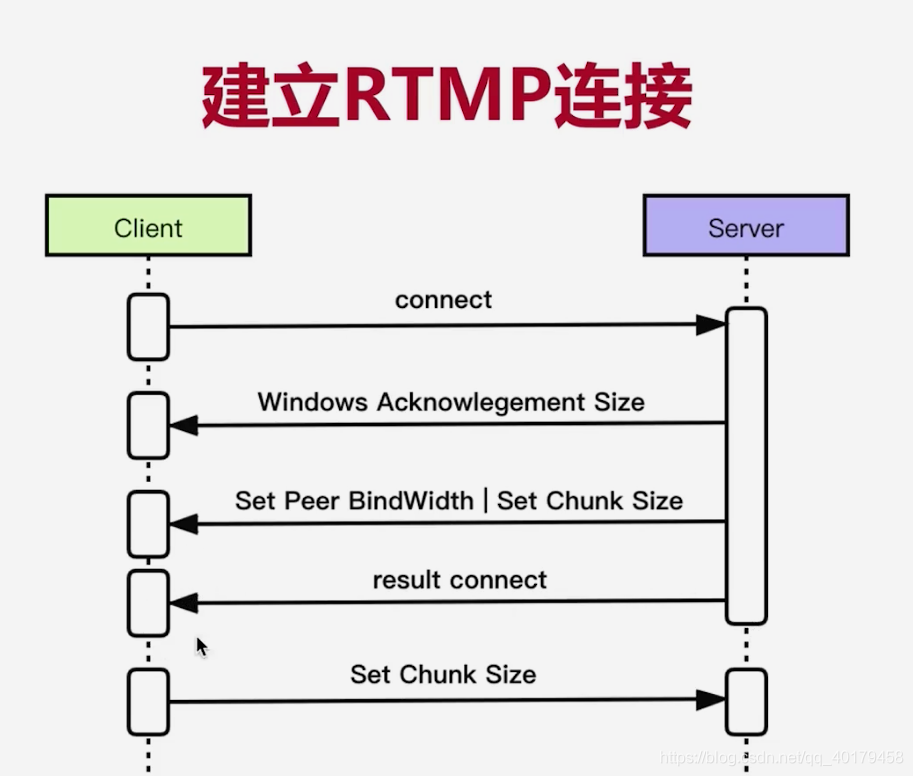 建立RTMP连接
Client
Server
connect
Windows Acknowlegement Size
Set Peer BindWidth | Set Chunk Size
result connect
Set Chunk Size
https://blog.csdn.net/qq_40179458